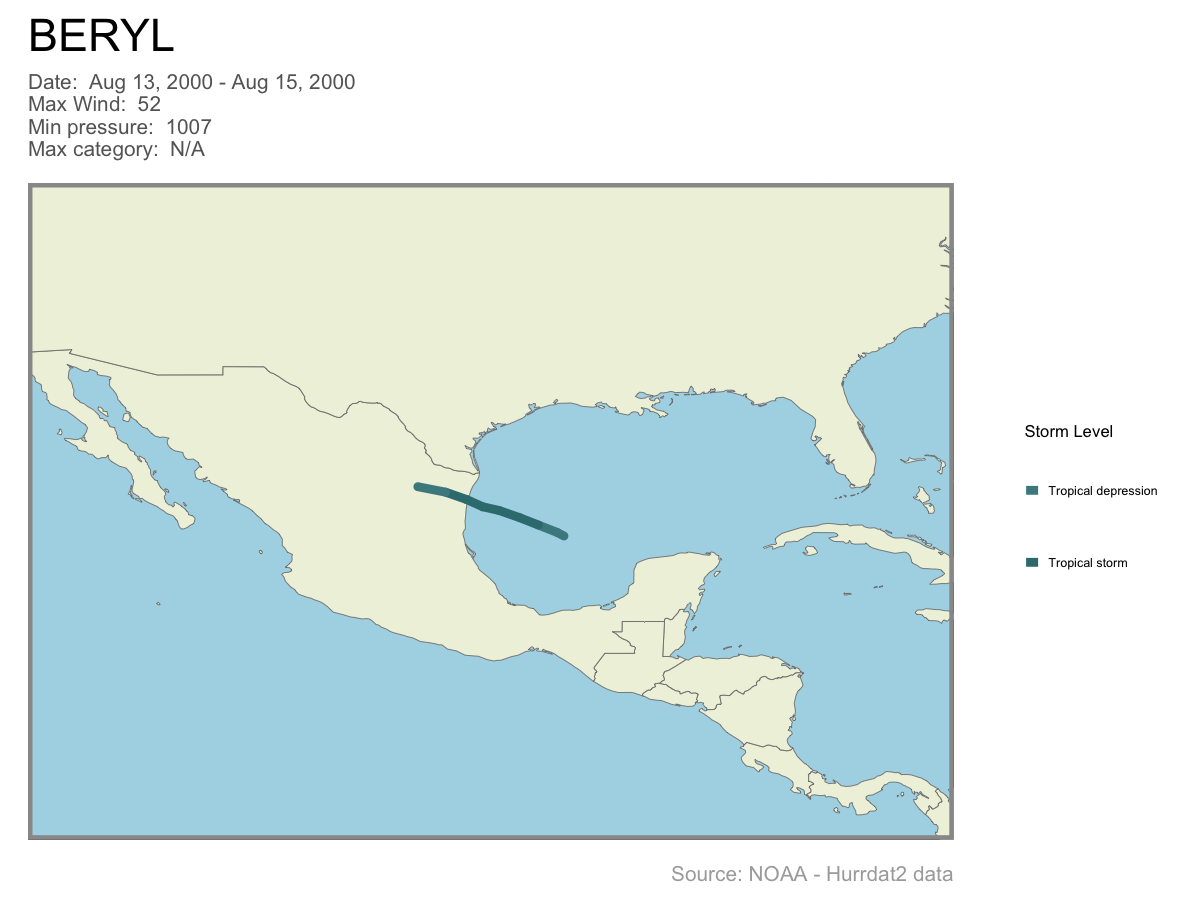 BERYL
Date:  Aug 13, 2000 - Aug 15, 2000
Max Wind:  52
Min pressure:  1007
Max category:  N/A
Storm Level
Tropical depression
Tropical storm
Source: NOAA - Hurrdat2 data